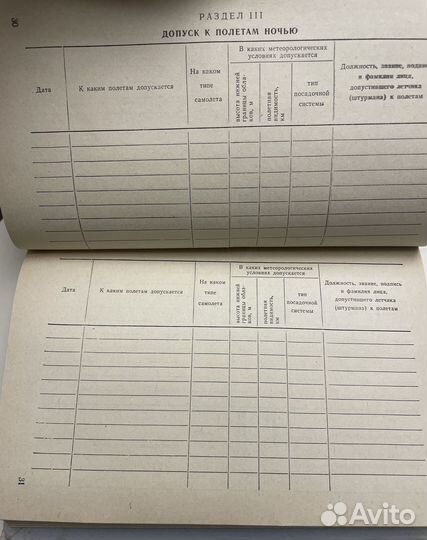 30
РАЗДЕЛ III
ДОПУСК К ПОЛЕТАМ НОЧЬЮ
Дата
К каким полетам допускается
На каком
типе
самолета
В каких метеорологических
условиях допускается
высота нижней
границы обла-
ков, м
полетная
видимость,
км
тип
посадочной
системы
Должность, звание, подпись
и фамилия лица,
допустившего летчика
(штурмана) к полетам
Дата
К каким полетам допускается
На каком
типе
самолета
В каких метеорологических
условиях допускается
высота нижней
границы обла-
ков, м
полетная
видимость,
км
тип
посадочной
системы
Должность, звание, подпись
и фамилия лица,
допустившего летчика
(штурмана) к полетам
31
Avito